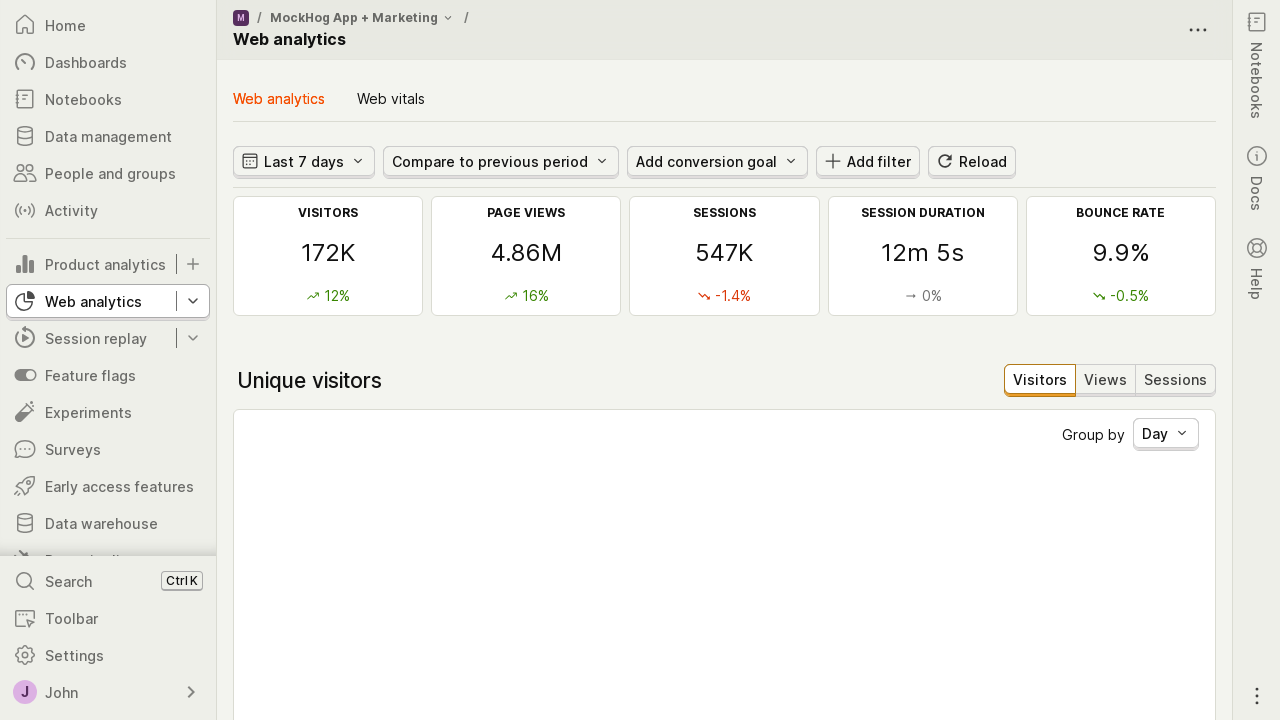 Home
Dashboards
Notebooks
Data management
People and groups
Activity
Product analytics
Web analytics
Session replay
Feature flags
Experiments
Surveys
Early access features
Data warehouse
Search Ctrl K
Toolbar
Settings
J John
M / MockHog App + Marketing /
Web analytics
Web analytics Web vitals
Last 7 days Compare to previous period Add conversion goal Add filter Reload
VISITORS PAGE VIEWS SESSIONS SESSION DURATION BOUNCE RATE
172K 4.86M 547K 12m 5s 9.9%
12% 16% -1.4% 0% -0.5%
Unique visitors Visitors Views Sessions
Group by Day
Notebooks
Docs
Help